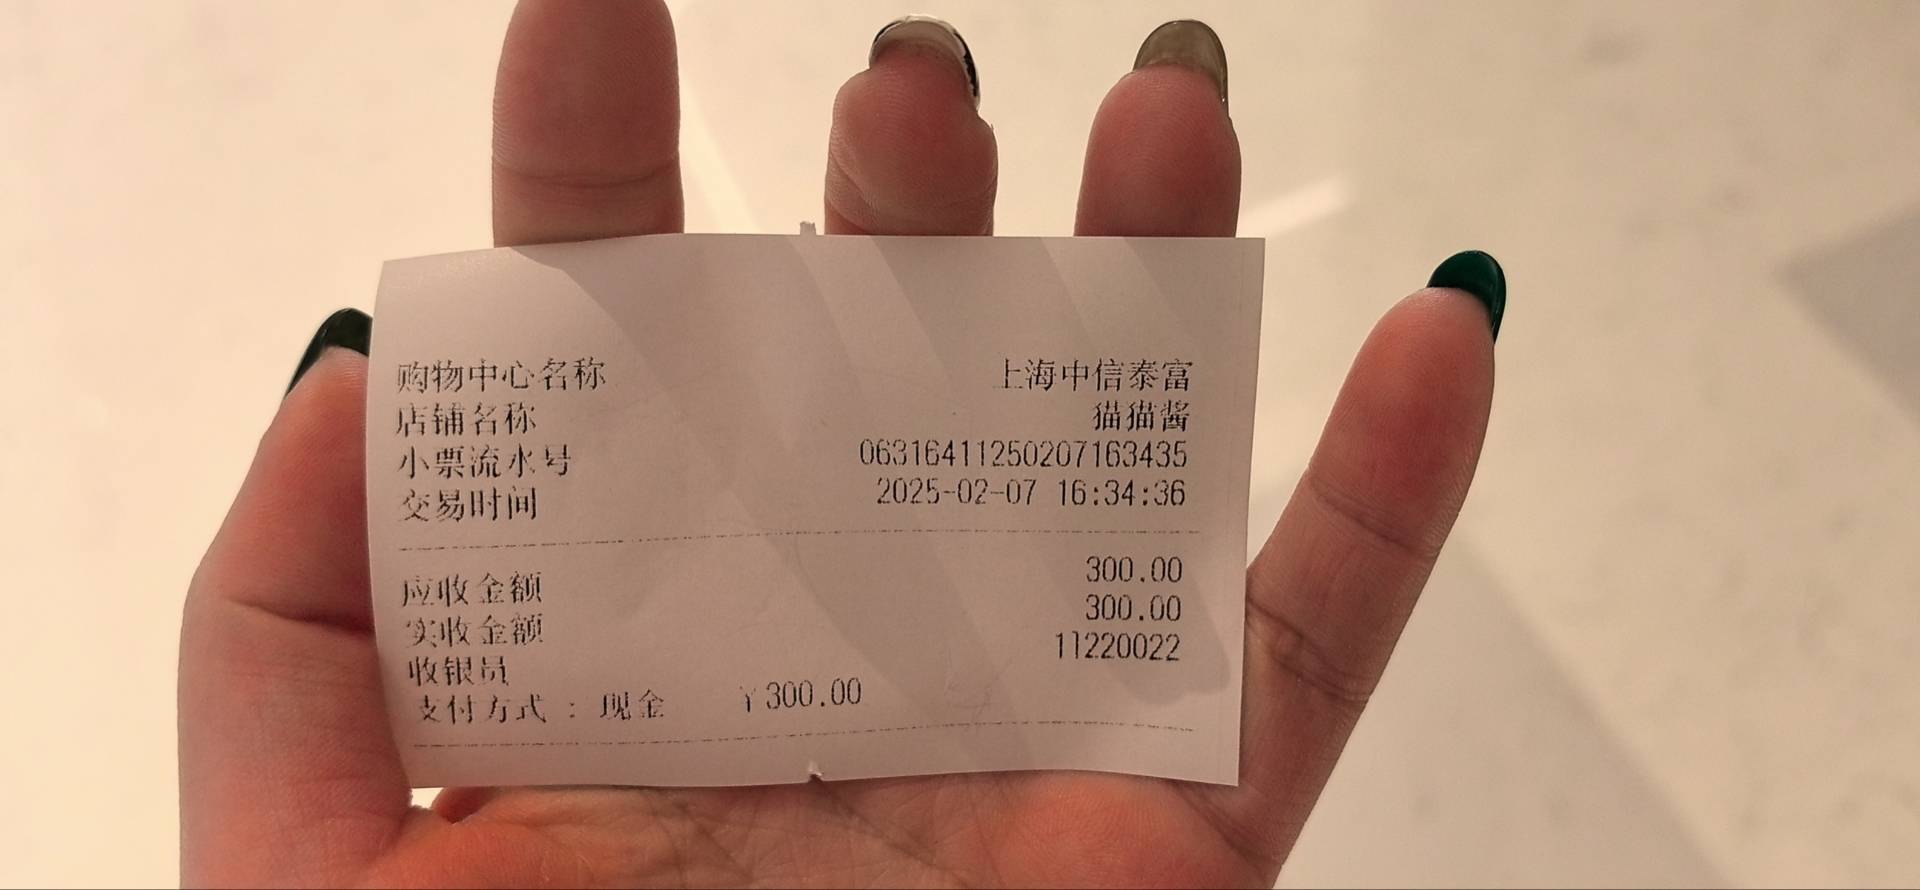 购物中心名称 上海中信泰富
店铺名称 猫猫酱
小票流水号 06316411250207163435
交易时间 2025-02-07 16:34:36
应收金额 300.00
实收金额 300.00
收银员 11220022
支付方式 : 现金 ¥300.00